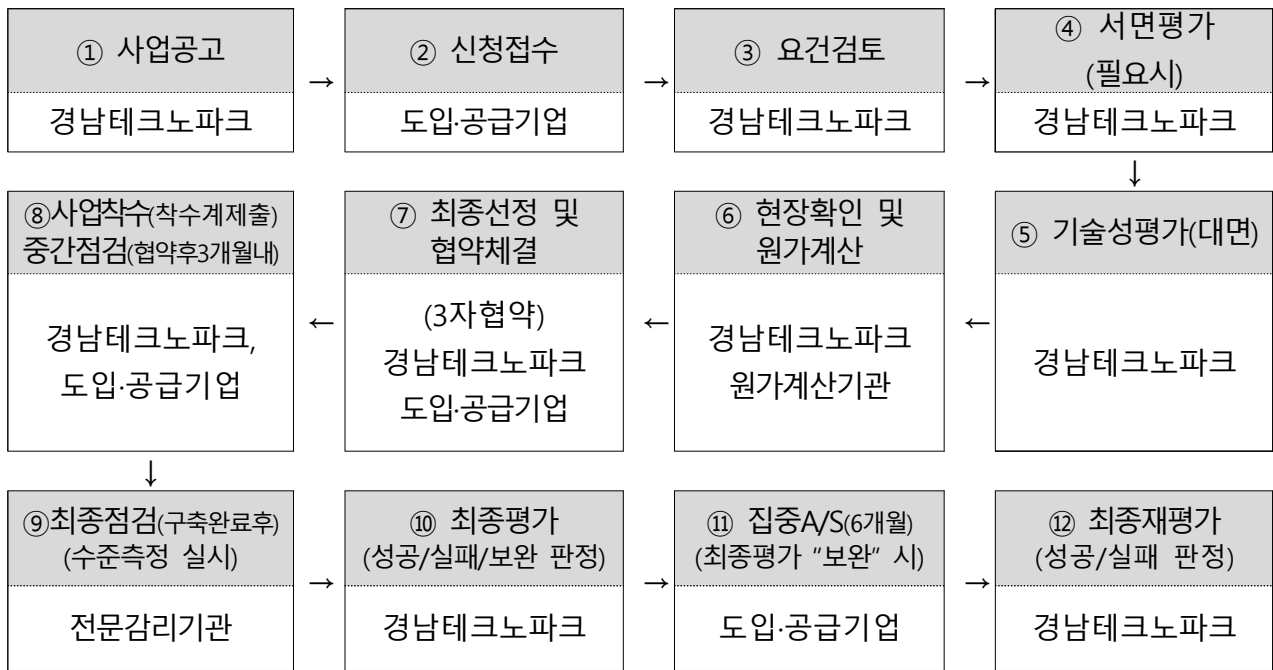 ① 사업공고
경남테크노파크
→
② 신청접수
도입·공급기업
→
③ 요건검토
경남테크노파크
→
④ 서면평가
(필요시)
경남테크노파크
↓
⑤ 기술성평가(대면)
경남테크노파크
←
⑥ 현장확인 및
원가계산
경남테크노파크
원가계산기관
←
⑦ 최종선정 및
협약체결
(3자협약)
경남테크노파크
도입·공급기업
←
⑧사업착수(착수계제출)
중간점검(협약후3개월내)
경남테크노파크,
도입·공급기업
↓
⑨최종점검(구축완료후)
(수준측정 실시)
전문감리기관
→
⑩ 최종평가
(성공/실패/보완 판정)
경남테크노파크
→
⑪ 집중A/S(6개월)
(최종평가 “보완” 시)
도입·공급기업
→
⑫ 최종재평가
(성공/실패 판정)
경남테크노파크